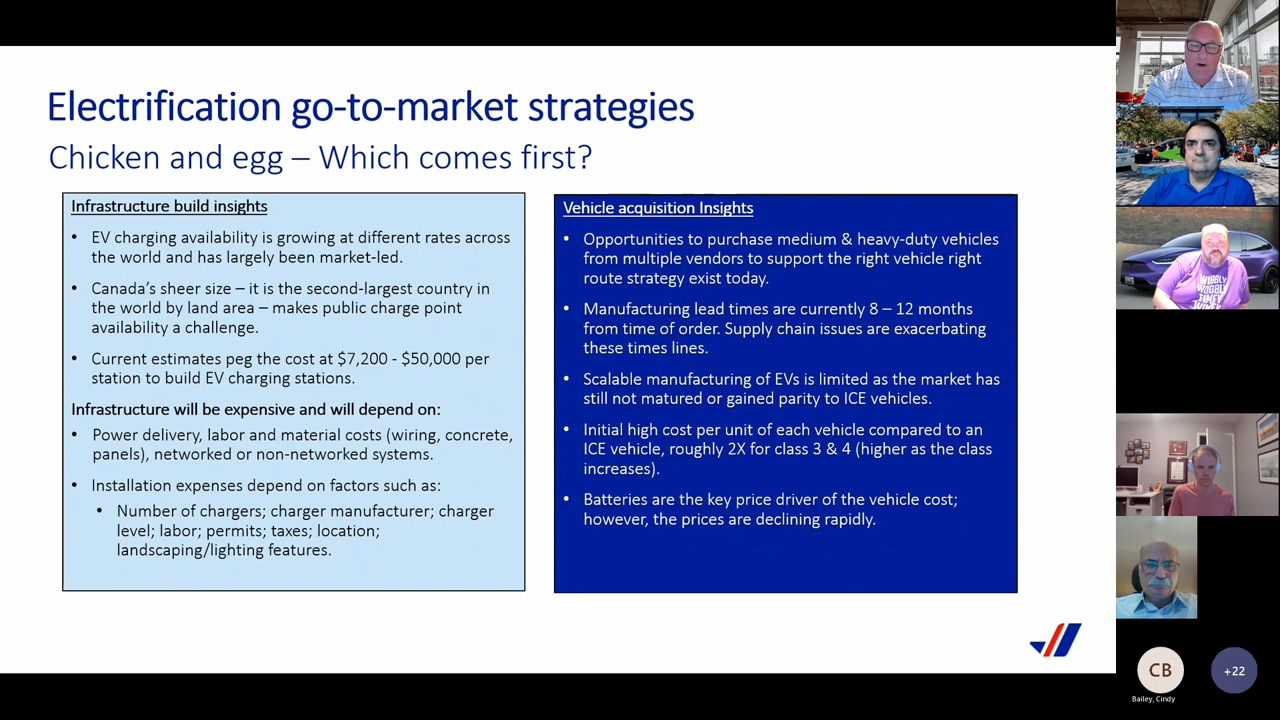 Electrification go-to-market strategies
Chicken and egg – Which comes first?
Infrastructure build insights
• EV charging availability is growing at different rates across
the world and has largely been market-led.
• Canada's sheer size – it is the second-largest country in
the world by land area – makes public charge point
availability a challenge.
• Current estimates peg the cost at $7,200 - $50,000 per
station to build EV charging stations.
Infrastructure will be expensive and will depend on:
• Power delivery, labor and material costs (wiring, concrete,
panels), networked or non-networked systems.
• Installation expenses depend on factors such as:
• Number of chargers; charger manufacturer; charger
level; labor; permits; taxes; location;
landscaping/lighting features.
Vehicle acquisition Insights
• Opportunities to purchase medium & heavy-duty vehicles
from multiple vendors to support the right vehicle right
route strategy exist today.
• Manufacturing lead times are currently 8 – 12 months
from time of order. Supply chain issues are exacerbating
these times lines.
• Scalable manufacturing of EVs is limited as the market has
still not matured or gained parity to ICE vehicles.
• Initial high cost per unit of each vehicle compared to an
ICE vehicle, roughly 2X for class 3 & 4 (higher as the class
increases).
• Batteries are the key price driver of the vehicle cost;
however, the prices are declining rapidly.
WIBBLY
WOBBLY
TIMEY
WIMEY
CB
Bailey, Cindy
+22